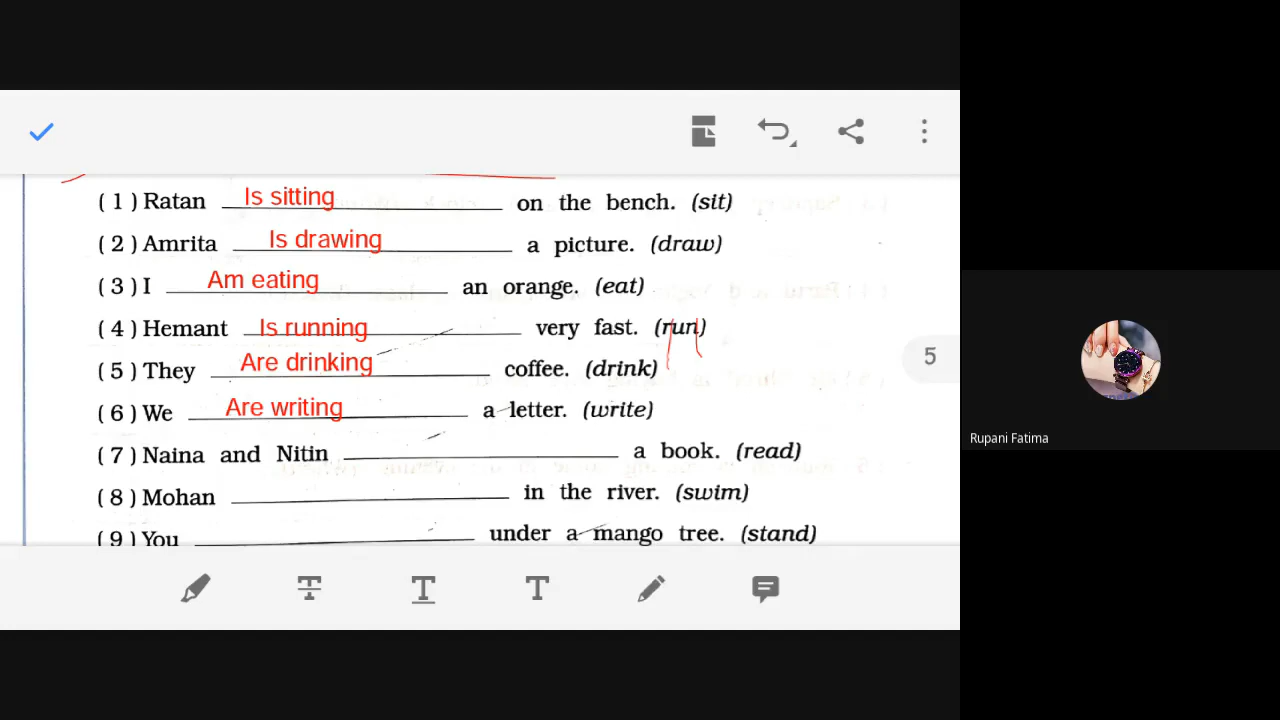 ( 1 ) Ratan Is sitting on the bench. (sit)
( 2 ) Amrita Is drawing a picture. (draw)
( 3 ) I Am eating an orange. (eat)
( 4 ) Hemant Is running very fast. (run)
( 5 ) They Are drinking coffee. (drink)
( 6 ) We Are writing a letter. (write)
( 7 ) Naina and Nitin a book. (read)
( 8 ) Mohan in the river. (swim)
( 9 ) You under a mango tree. (stand)
5
Rupani Fatima